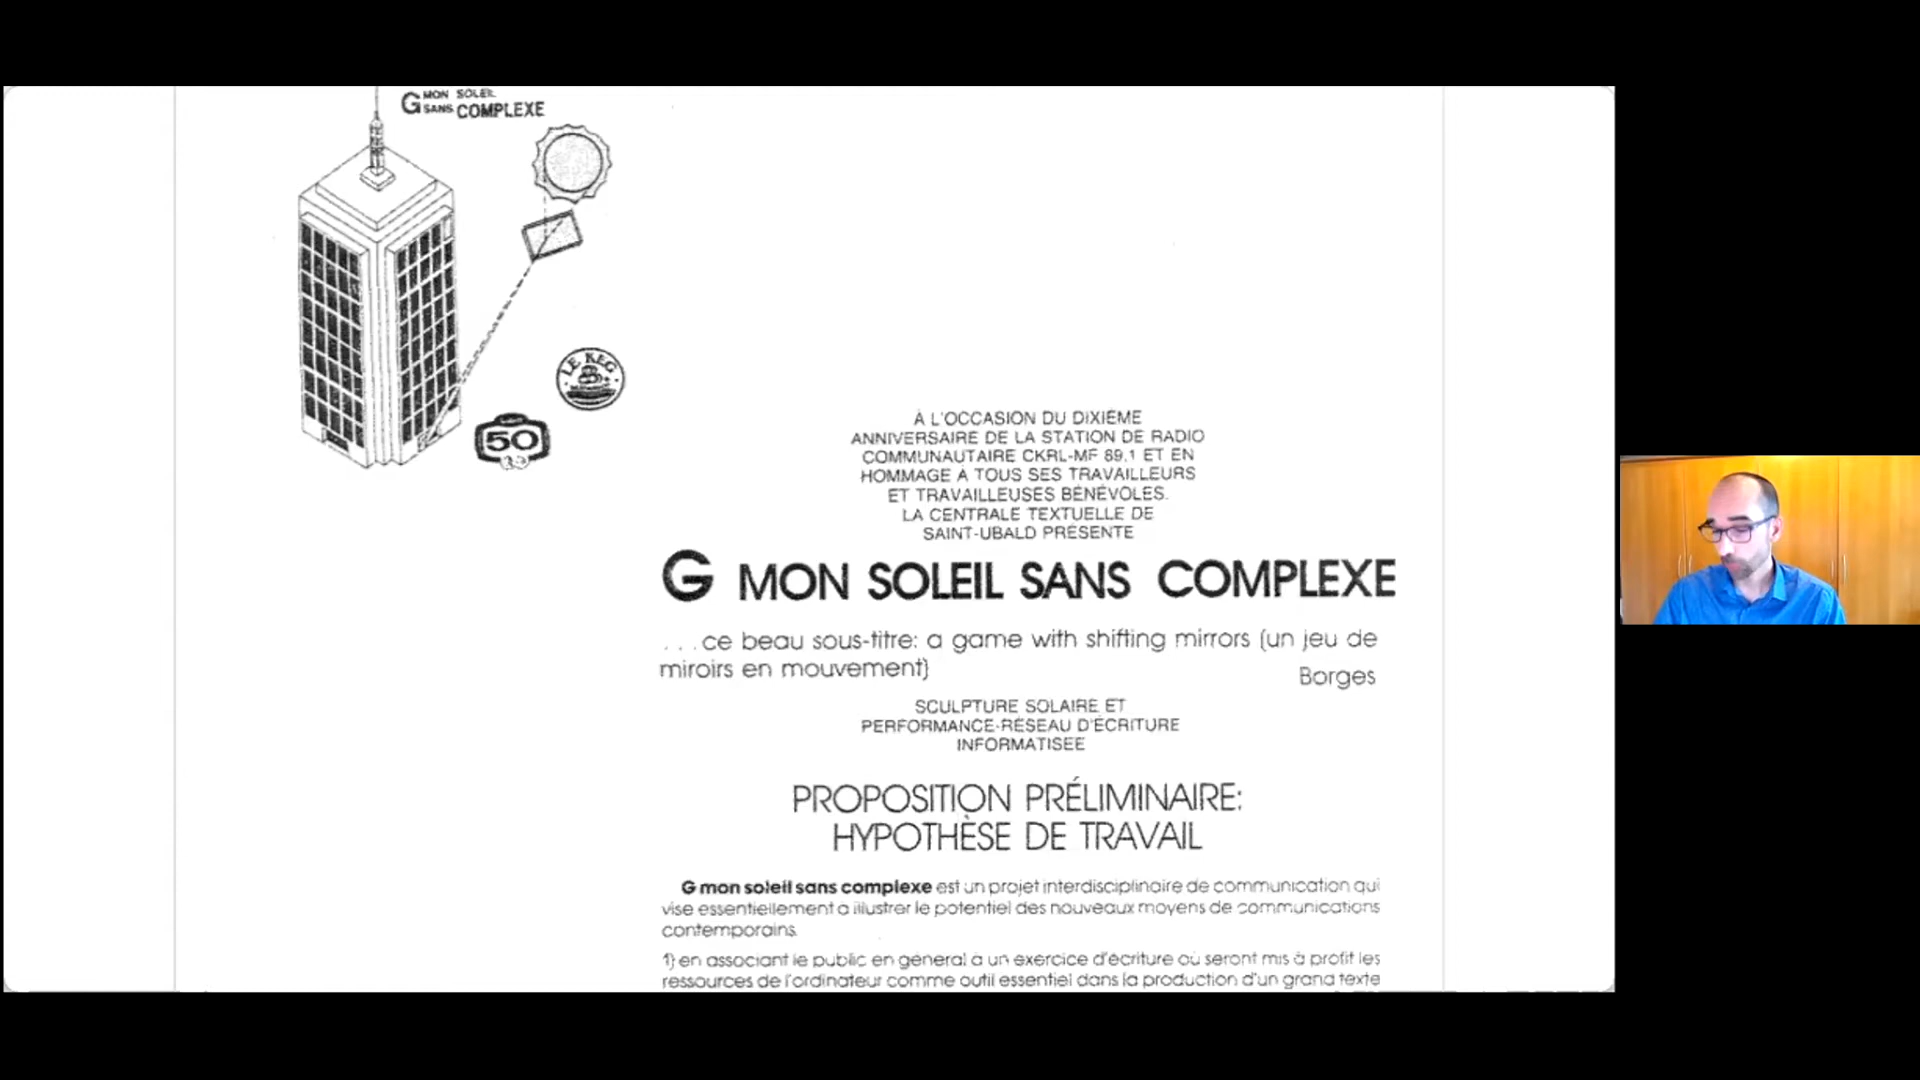 G MON SOLEIL
SANS COMPLEXE
LE KEG
50
À L'OCCASION DU DIXIÈME
ANNIVERSAIRE DE LA STATION DE RADIO
COMMUNAUTAIRE CKRL-MF 89.1 ET EN
HOMMAGE À TOUS SES TRAVAILLEURS
ET TRAVAILLEUSES BÉNÉVOLES.
LA CENTRALE TEXTUELLE DE
SAINT-UBALD PRÉSENTE
G MON SOLEIL SANS COMPLEXE
...ce beau sous-titre: a game with shifting mirrors (un jeu de
miroirs en mouvement)
Borges
SCULPTURE SOLAIRE ET
PERFORMANCE-RÉSEAU D'ÉCRITURE
INFORMATISÉE
PROPOSITION PRÉLIMINAIRE:
HYPOTHÈSE DE TRAVAIL
G mon soleil sans complexe est un projet interdisciplinaire de communication qui
vise essentiellement à illustrer le potentiel des nouveaux moyens de communications
contemporains.
1) en associant le public en général à un exercice d'écriture où seront mis à profit les
ressources de l'ordinateur comme outil essentiel dans la production d'un grand texte